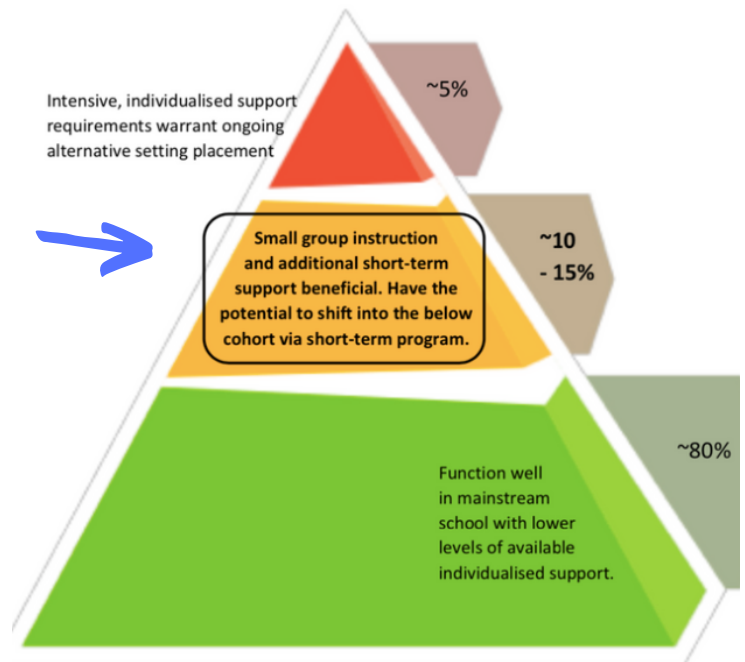 ~5%
Intensive, individualised support
requirements warrant ongoing
alternative setting placement
Small group instruction
and additional short-term
support beneficial. Have the
potential to shift into the below
cohort via short-term program.
~10
- 15%
~80%
Function well
in mainstream
school with lower
levels of available
individualised support.